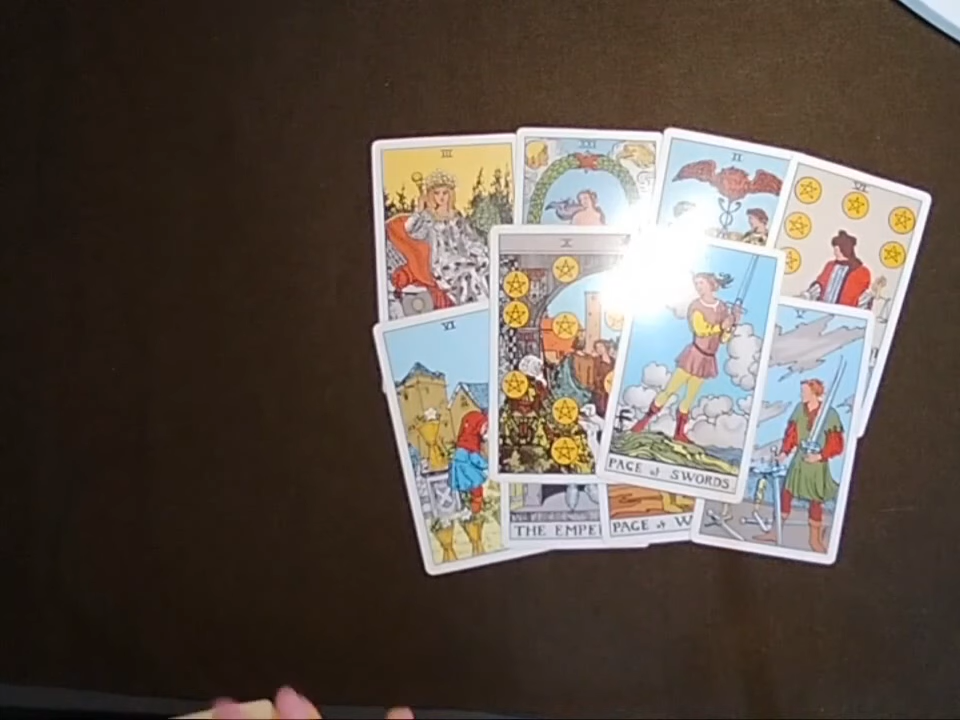 III
XXI
II
VI
X
VI
V
PAGE of SWORDS
THE EMPE
PAGE of W